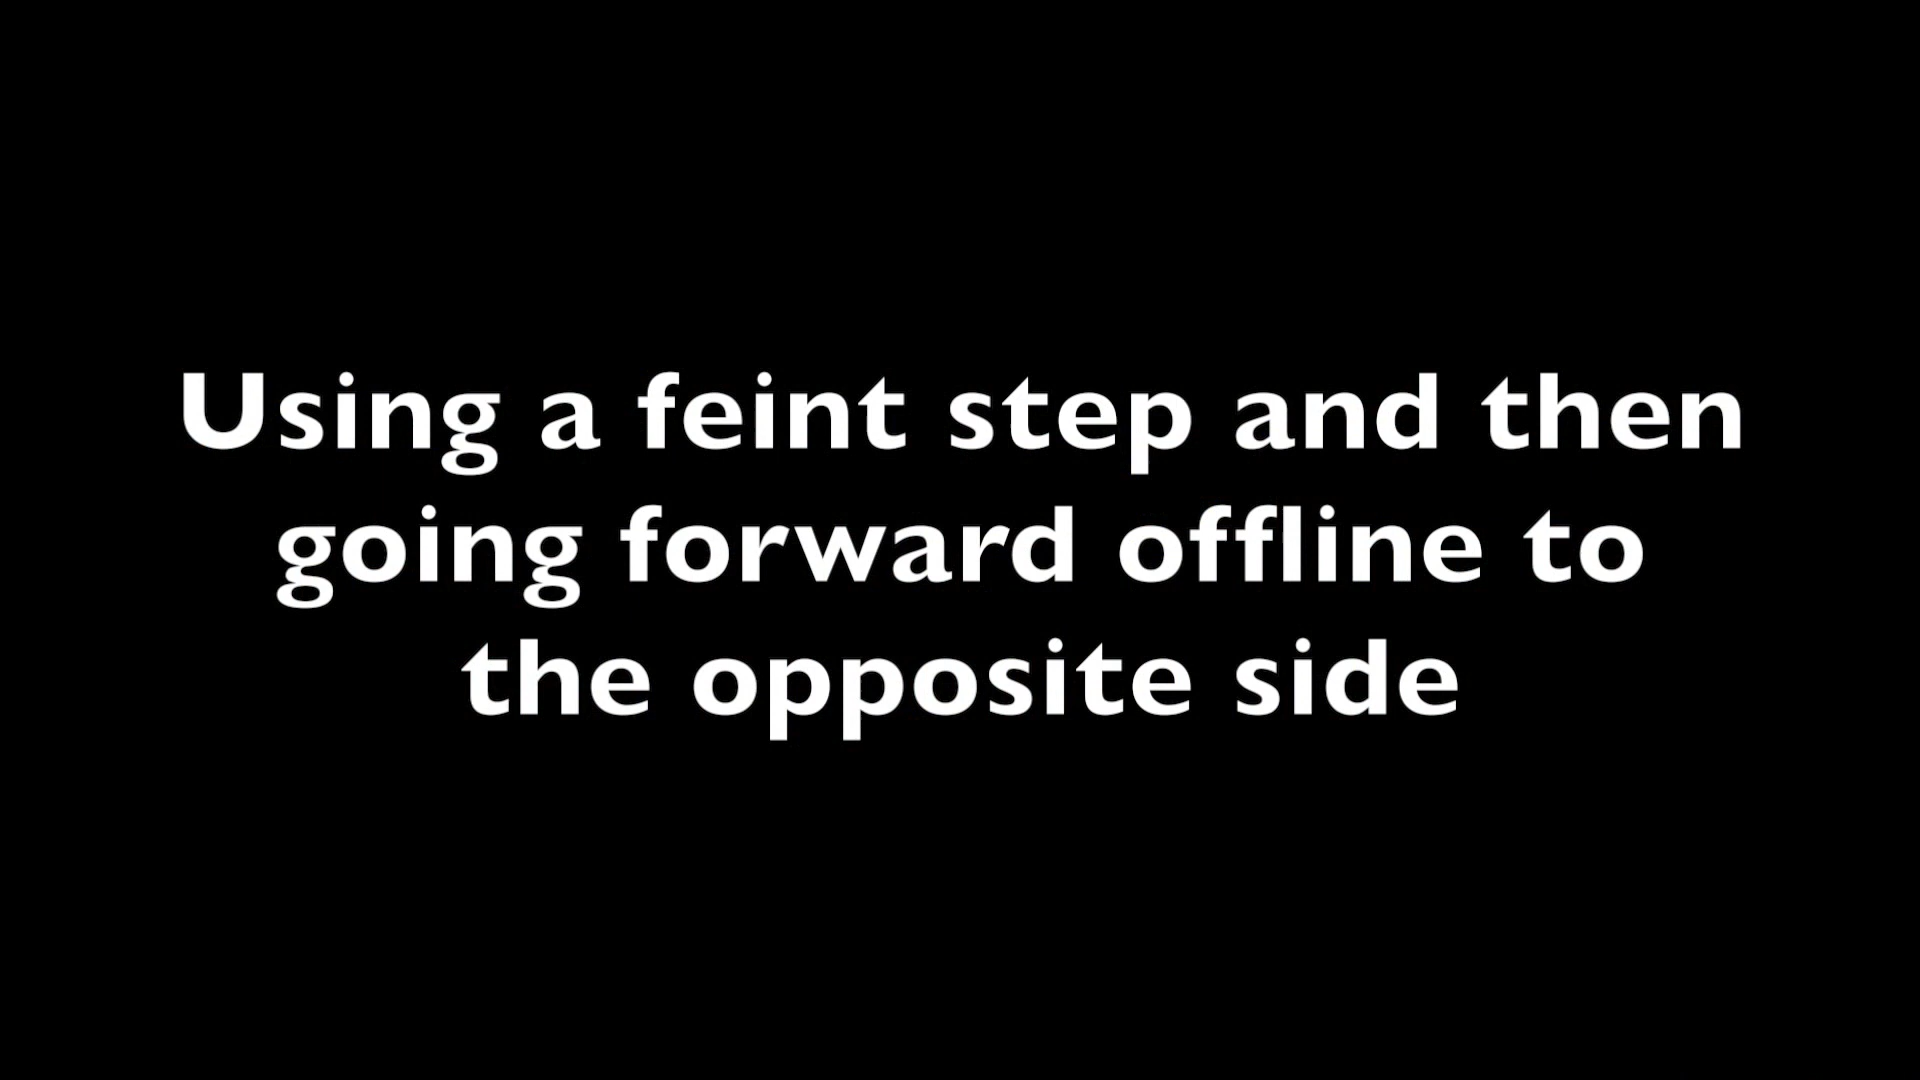 Using a feint step and then
going forward offline to
the opposite side